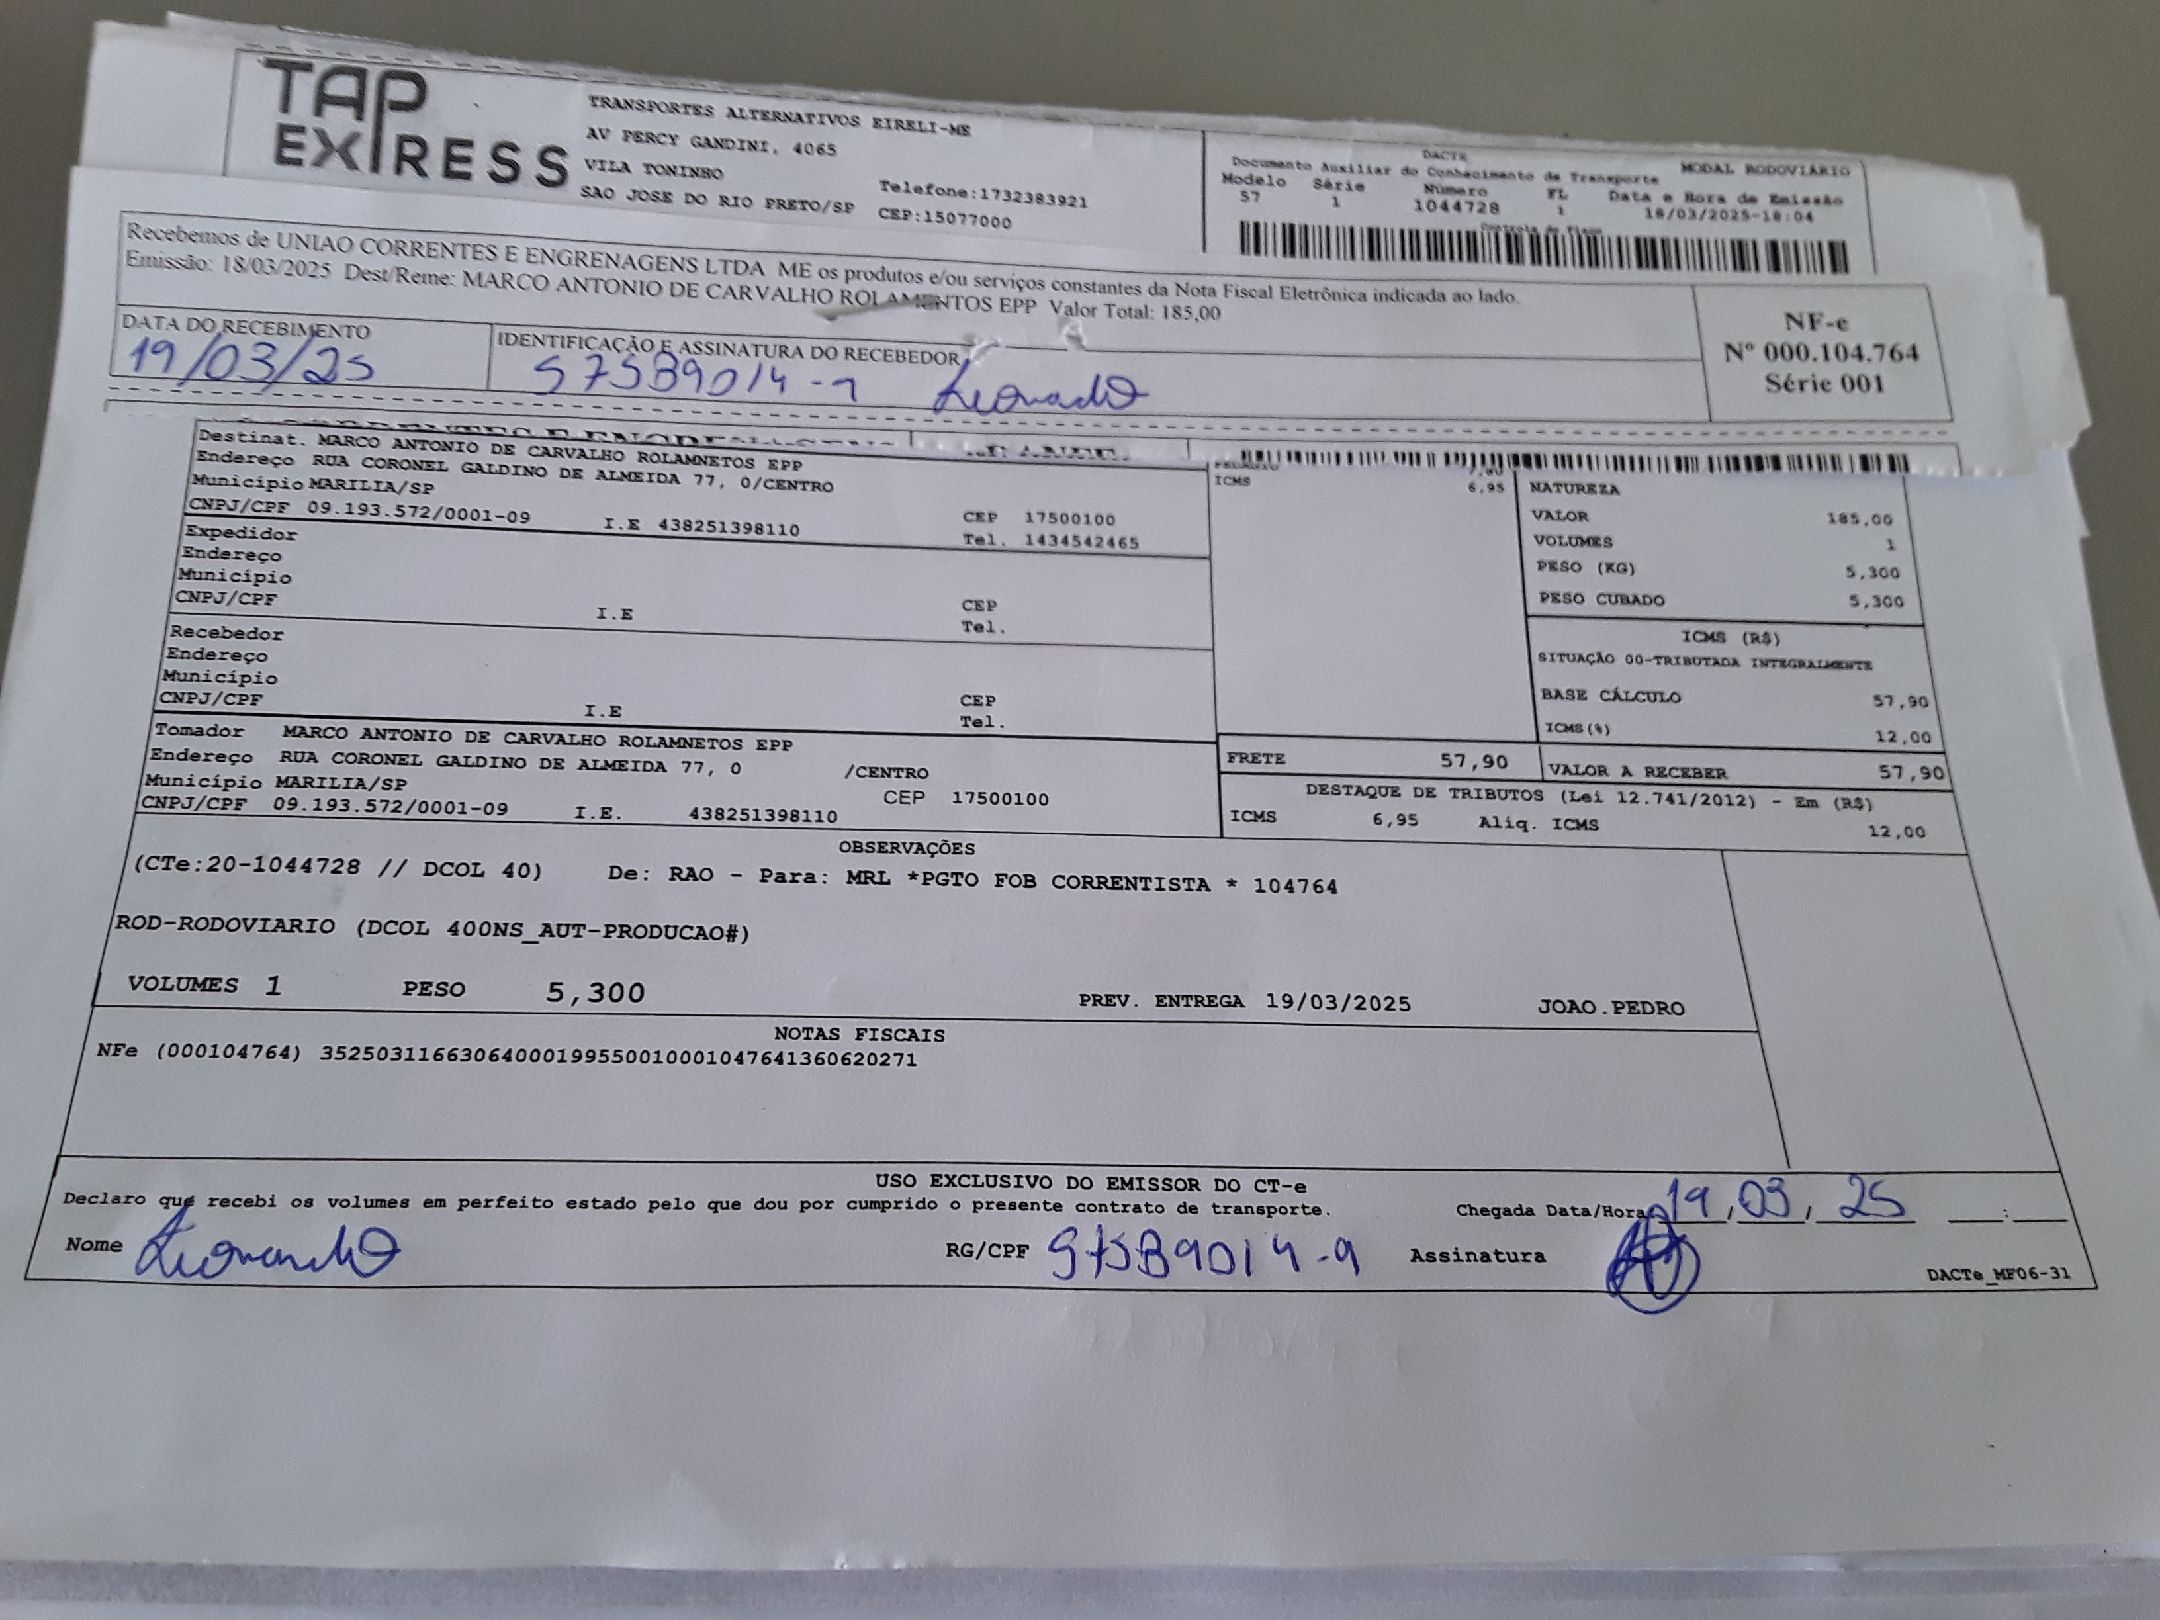 TAP
EXPRESS
TRANSPORTES ALTERNATIVOS EIRELI-ME
AV PERCY GANDINI, 4065
VILA TONINHO
SAO JOSE DO RIO PRETO/SP
Telefone:1732383921
CEP:15077000
DACTE
Documento Auxiliar do Conhecimento de Transporte
MODAL RODOVIÁRIO
Modelo Série Número FL Data e Hora de Emissão
57 1 1044728 1 18/03/2025-18:04
Controle do Fisco
Recebemos de UNIAO CORRENTES E ENGRENAGENS LTDA ME os produtos e/ou serviços constantes da Nota Fiscal Eletrônica indicada ao lado.
Emissão: 18/03/2025 Dest/Reme: MARCO ANTONIO DE CARVALHO ROLAMENTOS EPP Valor Total: 185,00
NF-e
Nº 000.104.764
Série 001
DATA DO RECEBIMENTO
19/03/25
IDENTIFICAÇÃO E ASSINATURA DO RECEBEDOR
Leonardo
Destinat. MARCO ANTONIO DE CARVALHO ROLAMNETOS EPP
Endereço RUA CORONEL GALDINO DE ALMEIDA 77, 0/CENTRO
Município MARILIA/SP
CNPJ/CPF 09.193.572/0001-09 I.E 438251398110
CEP 17500100
Tel. 1434542465
Expedidor
Endereço
Município
CNPJ/CPF I.E
CEP
Tel.
Recebedor
Endereço
Município
CNPJ/CPF I.E
CEP
Tel.
Tomador MARCO ANTONIO DE CARVALHO ROLAMNETOS EPP
Endereço RUA CORONEL GALDINO DE ALMEIDA 77, 0 /CENTRO
Município MARILIA/SP CEP 17500100
CNPJ/CPF 09.193.572/0001-09 I.E. 438251398110
ICMS 6,95
NATUREZA
VALOR 185,00
VOLUMES 1
PESO (KG) 5,300
PESO CUBADO 5,300
ICMS (R$)
SITUAÇÃO 00-TRIBUTADA INTEGRALMENTE
BASE CÁLCULO 57,90
ICMS(%) 12,00
FRETE 57,90
VALOR A RECEBER 57,90
DESTAQUE DE TRIBUTOS (Lei 12.741/2012) - Em (R$)
ICMS 6,95 Aliq. ICMS 12,00
OBSERVAÇÕES
(CTe:20-1044728 // DCOL 40) De: RAO - Para: MRL *PGTO FOB CORRENTISTA * 104764
ROD-RODOVIARIO (DCOL 400NS_AUT-PRODUCAO#)
VOLUMES 1 PESO 5,300 PREV. ENTREGA 19/03/2025 JOAO.PEDRO
NOTAS FISCAIS
NFe (000104764) 35250311663064000199550010001047641360620271
USO EXCLUSIVO DO EMISSOR DO CT-e
Declaro que recebi os volumes em perfeito estado pelo que dou por cumprido o presente contrato de transporte.
Chegada Data/Hora 19,03,25 __:__
Nome Leonardo RG/CPF Assinatura
DACTe_MF06-31